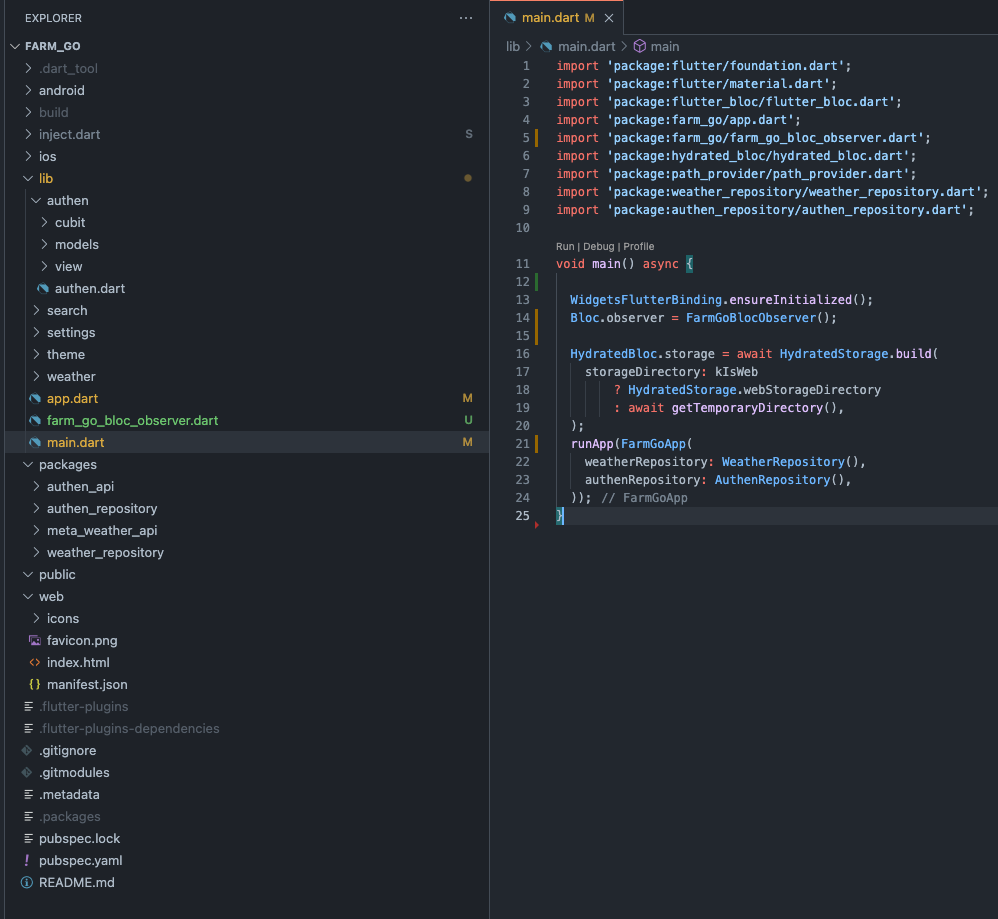 EXPLORER
FARM_GO
.dart_tool
android
build
inject.dart S
ios
lib
authen
cubit
models
view
authen.dart
search
settings
theme
weather
app.dart M
farm_go_bloc_observer.dart U
main.dart M
packages
authen_api
authen_repository
meta_weather_api
weather_repository
public
web
icons
favicon.png
index.html
manifest.json
.flutter-plugins
.flutter-plugins-dependencies
.gitignore
.gitmodules
.metadata
.packages
pubspec.lock
pubspec.yaml
README.md
main.dart M
lib > main.dart > main
1 import 'package:flutter/foundation.dart';
2 import 'package:flutter/material.dart';
3 import 'package:flutter_bloc/flutter_bloc.dart';
4 import 'package:farm_go/app.dart';
5 import 'package:farm_go/farm_go_bloc_observer.dart';
6 import 'package:hydrated_bloc/hydrated_bloc.dart';
7 import 'package:path_provider/path_provider.dart';
8 import 'package:weather_repository/weather_repository.dart';
9 import 'package:authen_repository/authen_repository.dart';
10
Run | Debug | Profile
11 void main() async {
12
13 WidgetsFlutterBinding.ensureInitialized();
14 Bloc.observer = FarmGoBlocObserver();
15
16 HydratedBloc.storage = await HydratedStorage.build(
17 storageDirectory: kIsWeb
18 ? HydratedStorage.webStorageDirectory
19 : await getTemporaryDirectory(),
20 );
21 runApp(FarmGoApp(
22 weatherRepository: WeatherRepository(),
23 authenRepository: AuthenRepository(),
24 )); // FarmGoApp
25 }